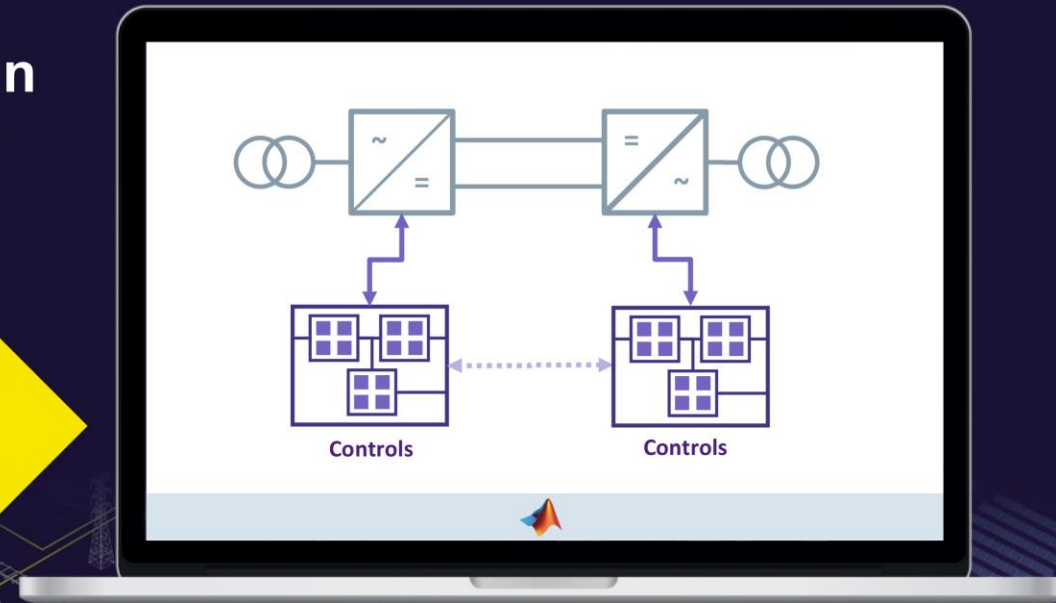 n
~
=
=
~
Controls
Controls